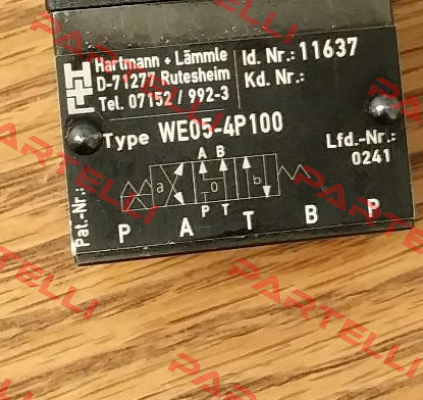 Hartmann + Lämmle
D-71277 Rutesheim
Tel. 07152 / 992-3
Id. Nr.: 11637
Kd. Nr.:
Type WE05-4P100
Lfd.-Nr.:
0241
A B
a 0 b
P T
Pat.-Nr.:
P A T B P
PARTELLI
PARTELLI
PARTELLI
PARTELLI
PARTELLI